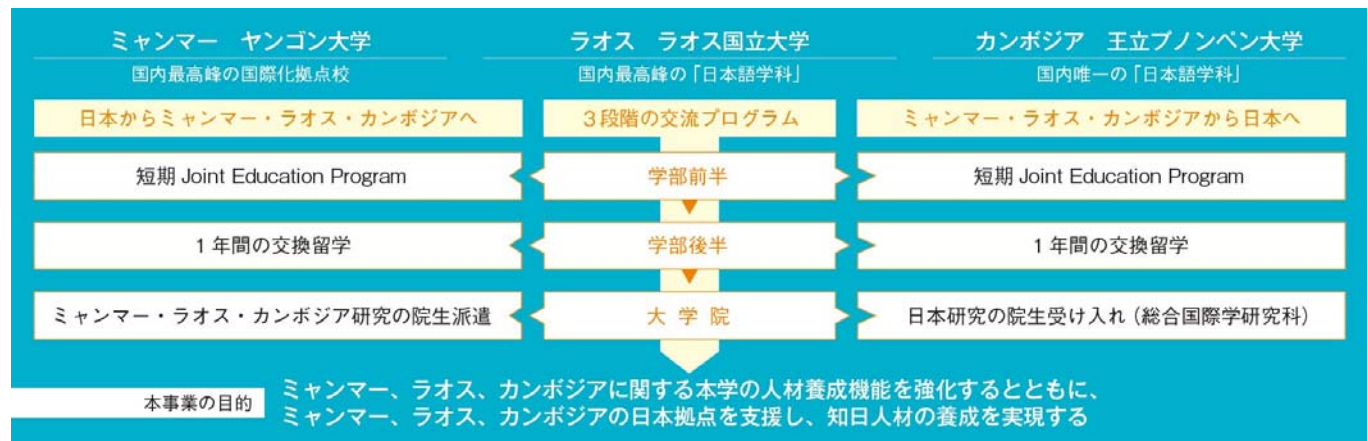 ミャンマー　ヤンゴン大学
国内最高峰の国際化拠点校
ラオス　ラオス国立大学
国内最高峰の「日本語学科」
カンボジア　王立プノンペン大学
国内唯一の「日本語学科」
日本からミャンマー・ラオス・カンボジアへ
3段階の交流プログラム
ミャンマー・ラオス・カンボジアから日本へ
短期 Joint Education Program
学部前半
短期 Joint Education Program
1年間の交換留学
学部後半
1年間の交換留学
ミャンマー・ラオス・カンボジア研究の院生派遣
大学院
日本研究の院生受け入れ（総合国際学研究科）
本事業の目的
ミャンマー、ラオス、カンボジアに関する本学の人材養成機能を強化するとともに、
ミャンマー、ラオス、カンボジアの日本拠点を支援し、知日人材の養成を実現する